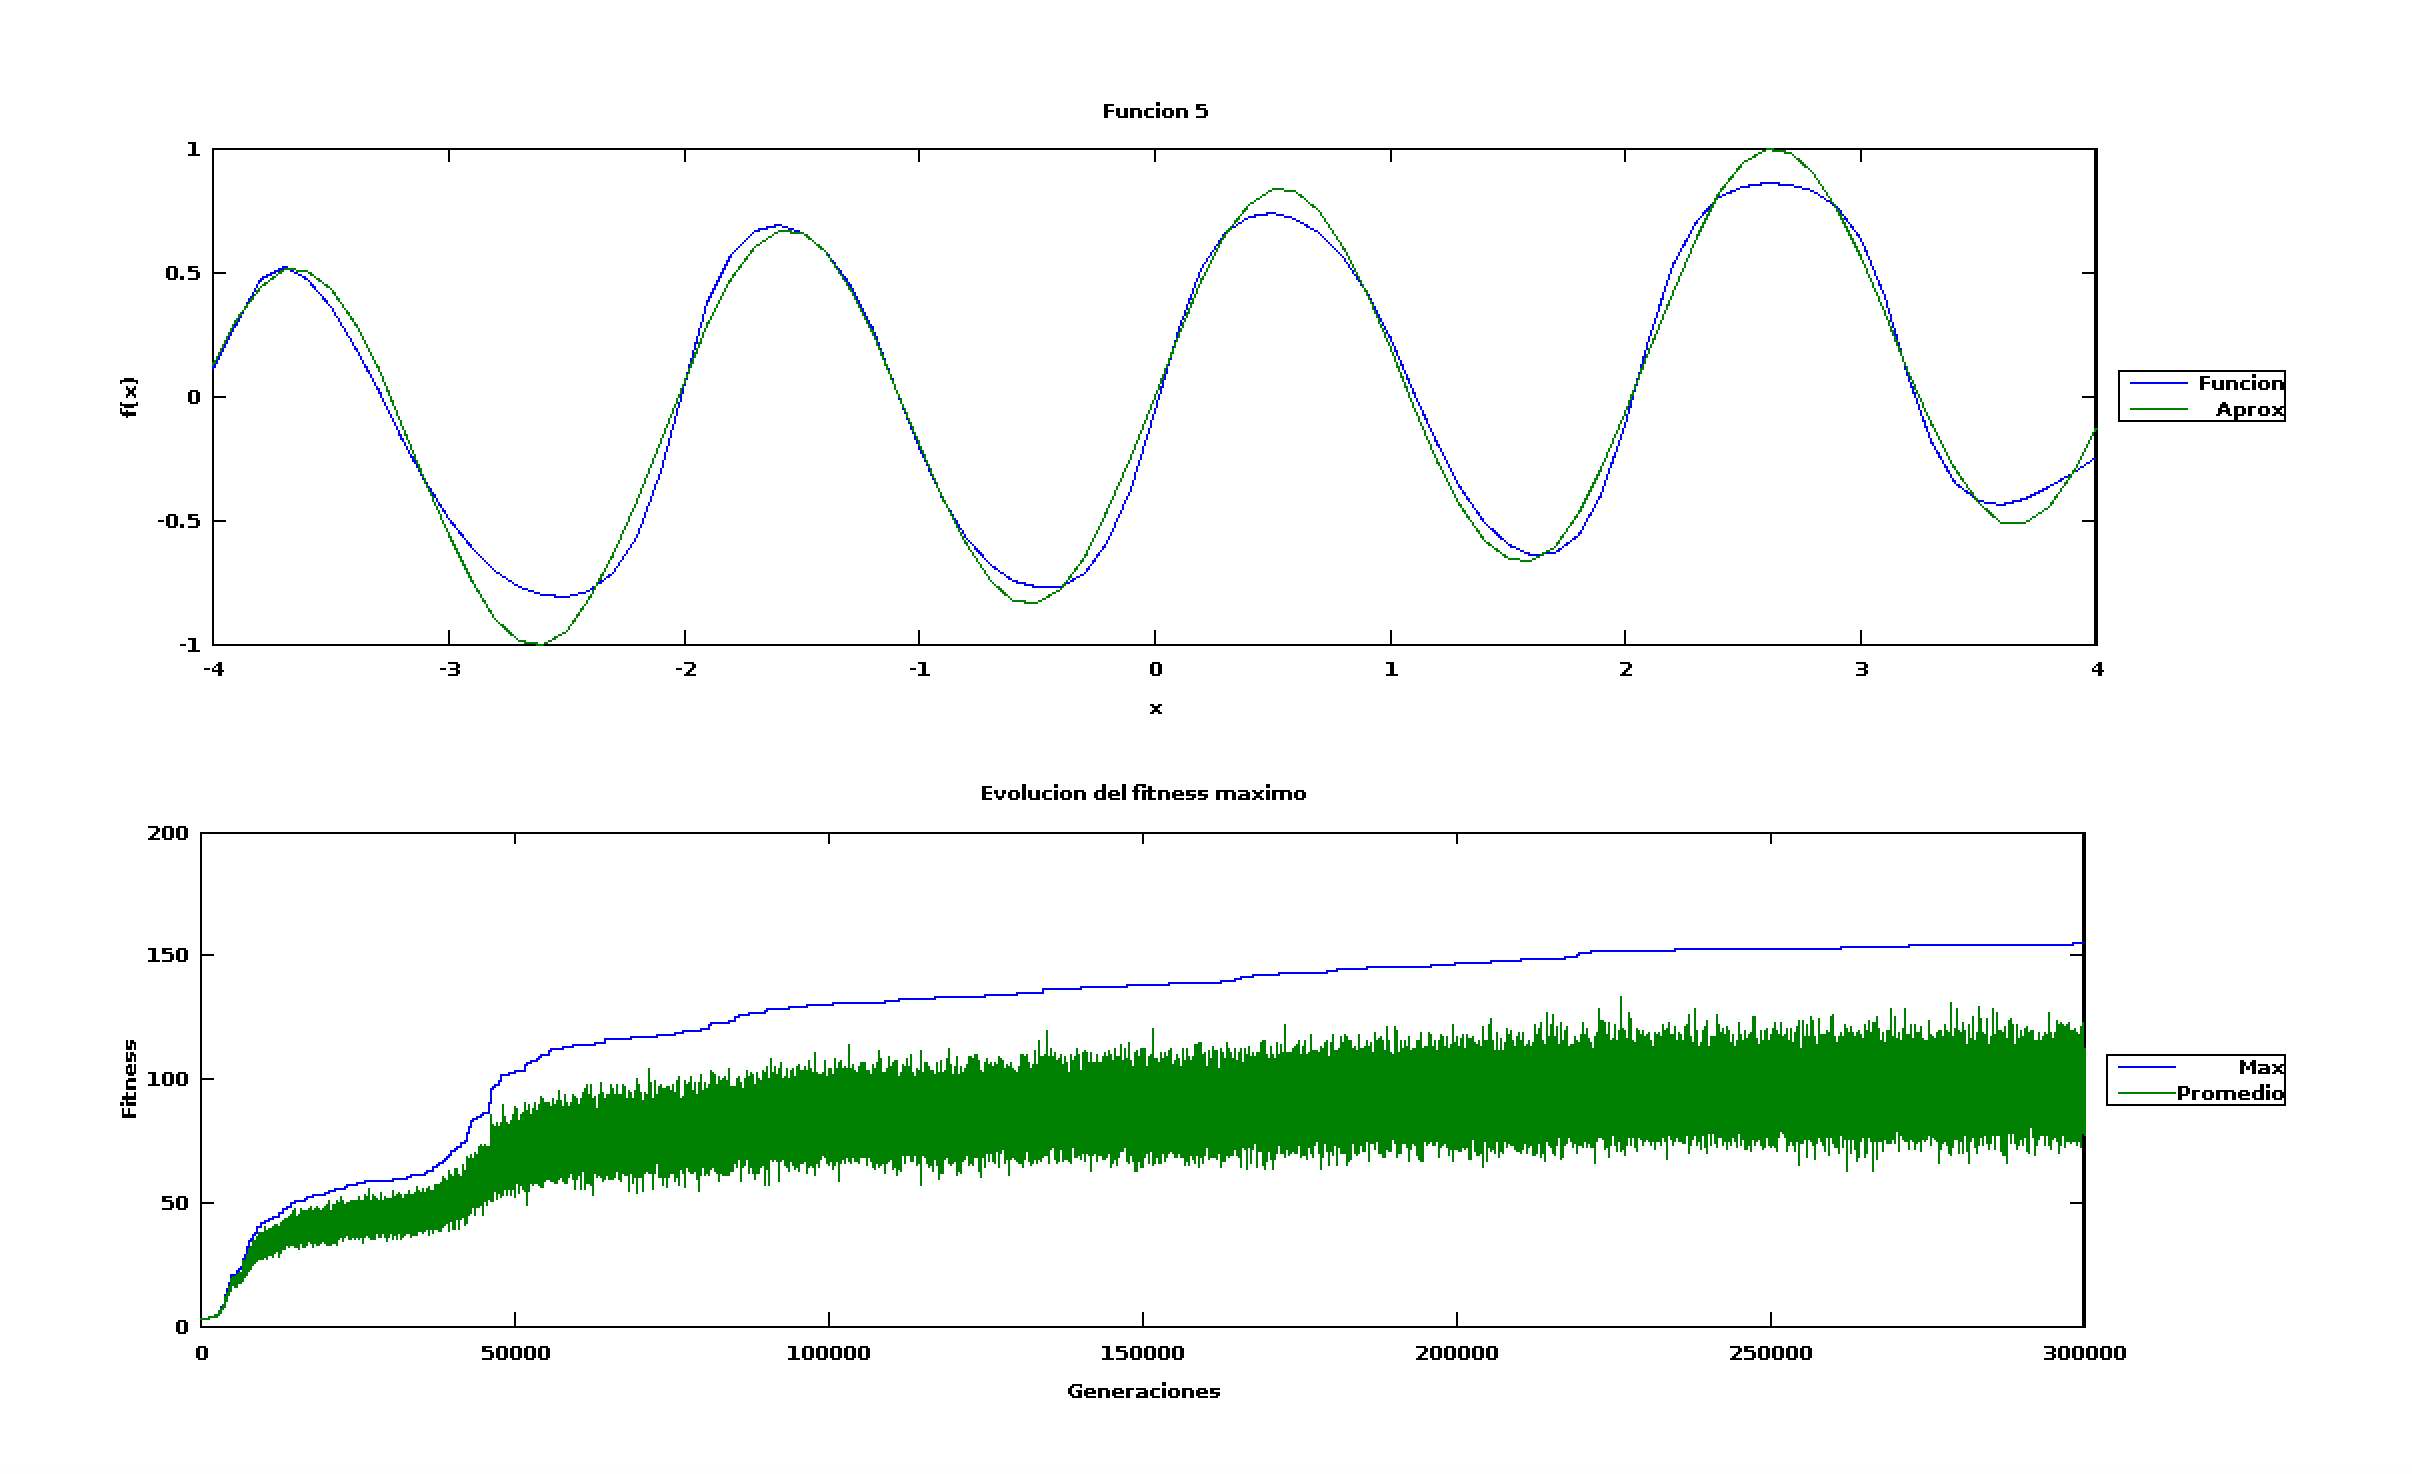 Funcion 5
1
0.5
0
-0.5
-1
f(x)
-4 -3 -2 -1 0 1 2 3 4
x
Funcion
Aprox
Evolucion del fitness maximo
200
150
100
50
0
Fitness
0 50000 100000 150000 200000 250000 300000
Generaciones
Max
Promedio